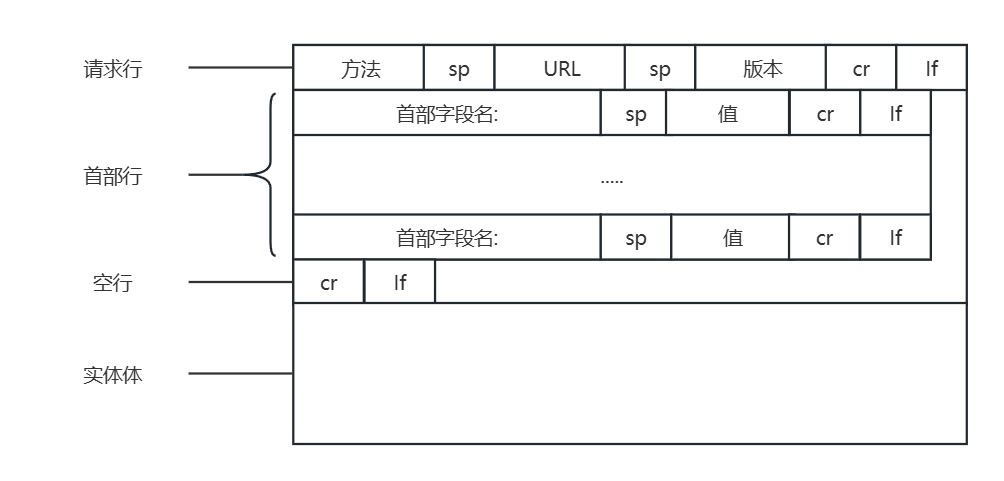 请求行 方法 sp URL sp 版本 cr lf
首部字段名: sp 值 cr lf
首部行 .....
首部字段名: sp 值 cr lf
空行 cr lf
实体体